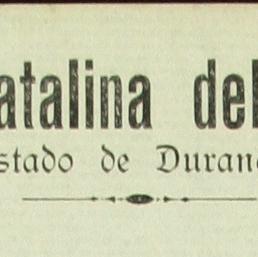 atalina del
stado de Duran